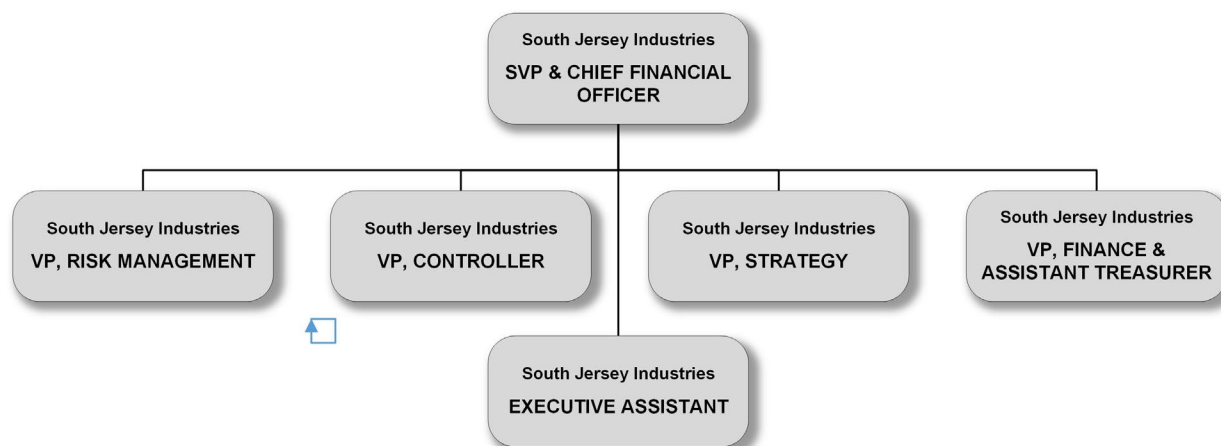 South Jersey Industries
SVP & CHIEF FINANCIAL
OFFICER
South Jersey Industries
VP, RISK MANAGEMENT
South Jersey Industries
VP, CONTROLLER
South Jersey Industries
VP, STRATEGY
South Jersey Industries
VP, FINANCE &
ASSISTANT TREASURER
South Jersey Industries
EXECUTIVE ASSISTANT